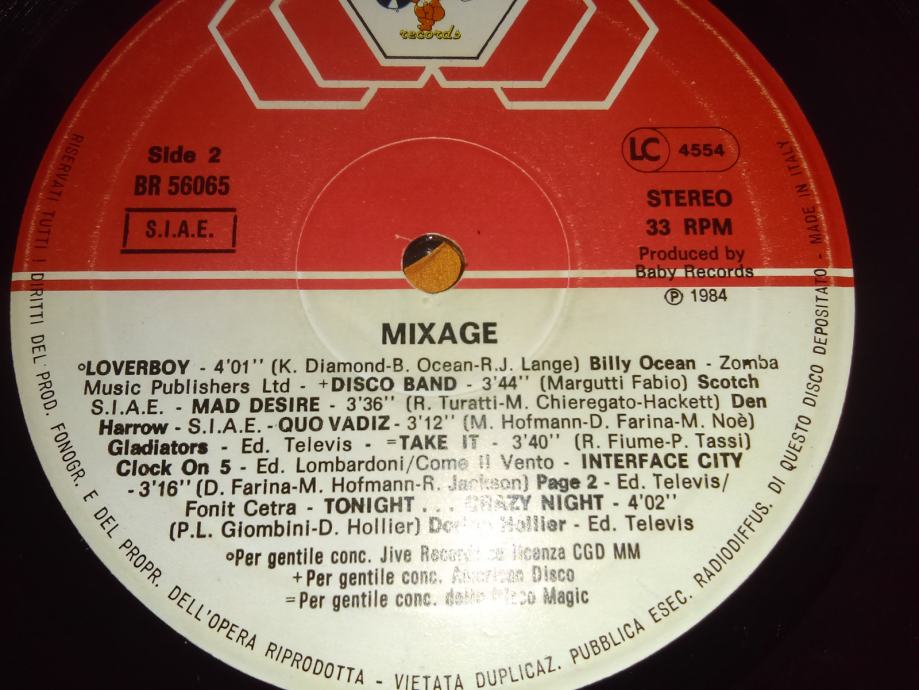 records
Side 2
BR 56065
S.I.A.E.
LC 4554
STEREO
33 RPM
Produced by
Baby Records
℗ 1984
MIXAGE
°LOVERBOY - 4'01'' (K. Diamond-B. Ocean-R.J. Lange) Billy Ocean - Zomba
Music Publishers Ltd - +DISCO BAND - 3'44'' (Margutti Fabio) Scotch
S.I.A.E. - MAD DESIRE - 3'36'' (R. Turatti-M. Chieregato-Hackett) Den
Harrow - S.I.A.E. - QUO VADIZ - 3'12'' (M. Hofmann-D. Farina-M. Noè)
Gladiators - Ed. Televis - =TAKE IT - 3'40'' (R. Fiume-P. Tassi)
Clock On 5 - Ed. Lombardoni/Come Il Vento - INTERFACE CITY
- 3'16'' (D. Farina-M. Hofmann-R. Jackson) Page 2 - Ed. Televis/
Fonit Cetra - TONIGHT . . . CRAZY NIGHT - 4'02''
(P.L. Giombini-D. Hollier) Hollier - Ed. Televis
°Per gentile conc. Jive Records licenza CGD MM
+Per gentile conc. American Disco
=Per gentile conc. della Disco Magic
RISERVATI TUTTI I DIRITTI DEL PROD. FONOGR. E DEL PROPR. DELL'OPERA RIPRODOTTA - VIETATA DUPLICAZ. PUBBLICA ESEC. RADIODIFFUS. DI QUESTO DISCO DEPOSITATO - MADE IN ITALY